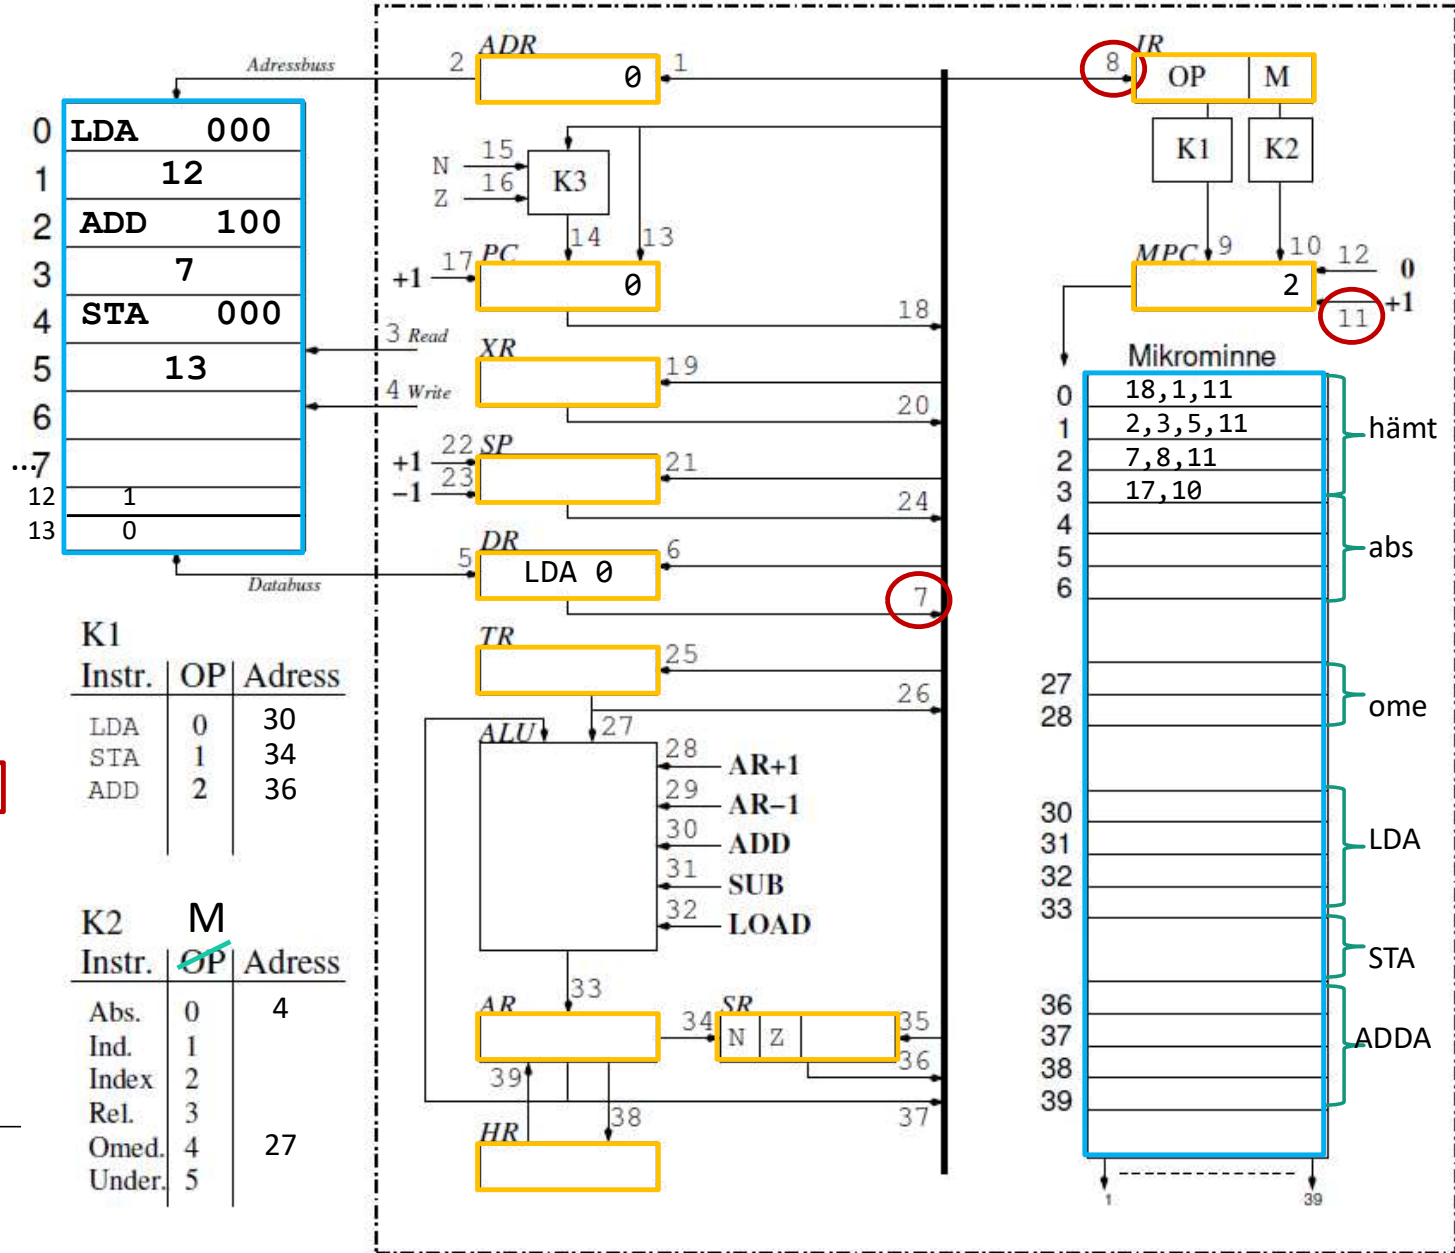 ADR
IR
Adressbuss
2
0
1
8
OP M
0 LDA 000
1 12
2 ADD 100
3 7
4 STA 000
5 13
6
...7
12 1
13 0
Databuss
N 15
Z 16
K3
K1 K2
14 13
9 10
PC
+1 17
0
18
MPC
2
12 0
11 +1
3 Read
4 Write
XR
19
20
+1 22 SP
-1 23
21
24
DR
5
LDA 0
6
7
TR
25
26
27
ALU
28 AR+1
29 AR-1
30 ADD
31 SUB
32 LOAD
33
AR
34
SR
N Z
35
36
39
38
37
HR
Mikrominne
0 18,1,11
1 2,3,5,11
2 7,8,11
3 17,10
4
5
6
27
28
30
31
32
33
36
37
38
39
hämt
abs
ome
LDA
STA
ADDA
1 39
K1
Instr. OP Adress
LDA 0 30
STA 1 34
ADD 2 36
K2 M
Instr. OP Adress
Abs. 0 4
Ind. 1
Index 2
Rel. 3
Omed. 4 27
Under. 5